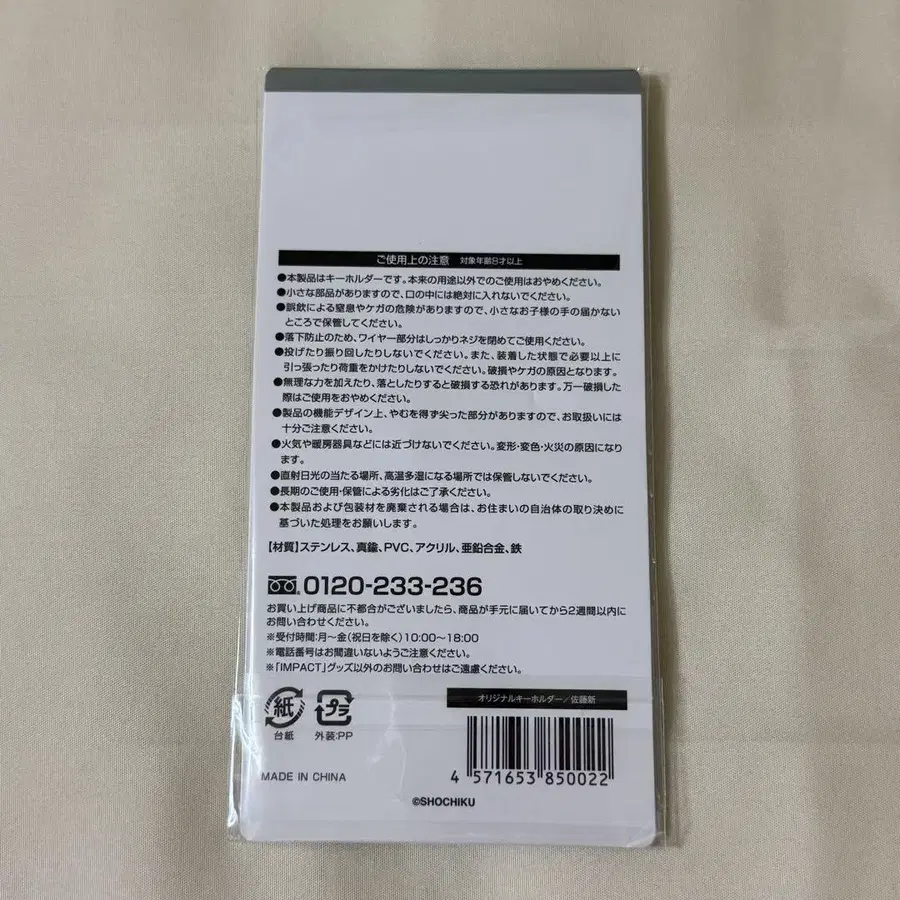 ご使用上の注意 対象年齢8才以上
●本製品はキーホルダーです。本来の用途以外でのご使用はおやめください。
●小さな部品がありますので、口の中には絶対に入れないでください。
●誤飲による窒息やケガの危険がありますので、小さなお子様の手の届かない
ところで保管してください。
●落下防止のため、ワイヤー部分はしっかりネジを閉めてご使用ください。
●投げたり振り回したりしないでください。また、装着した状態で必要以上に
引っ張ったり荷重をかけたりしないでください。破損やケガの原因となります。
●無理な力を加えたり、落としたりすると破損する恐れがあります。万一破損した
際はご使用をおやめください。
●製品の機能デザイン上、やむを得ず尖った部分がありますので、お取扱いには
十分ご注意ください。
●火気や暖房器具などには近づけないでください。変形・変色・火災の原因になり
ます。
●直射日光の当たる場所、高温多湿になる場所では保管しないでください。
●長期のご使用・保管による劣化はご了承ください。
●本製品および包装材を廃棄される場合は、お住まいの自治体の取り決めに
基づいた処理をお願いします。
【材質】ステンレス、真鍮、PVC、アクリル、亜鉛合金、鉄
0120-233-236
お買い上げ商品に不都合がございましたら、商品が手元に届いてから2週間以内に
お問い合わせください。
※受付時間:月～金(祝日を除く)10:00～18:00
※電話番号はお間違いないようご注意ください。
※「IMPACT」グッズ以外のお問い合わせはご遠慮ください。
紙 プラ
台紙 外装:PP
オリジナルキーホルダー/佐藤新
4 571653 850022
MADE IN CHINA
©SHOCHIKU